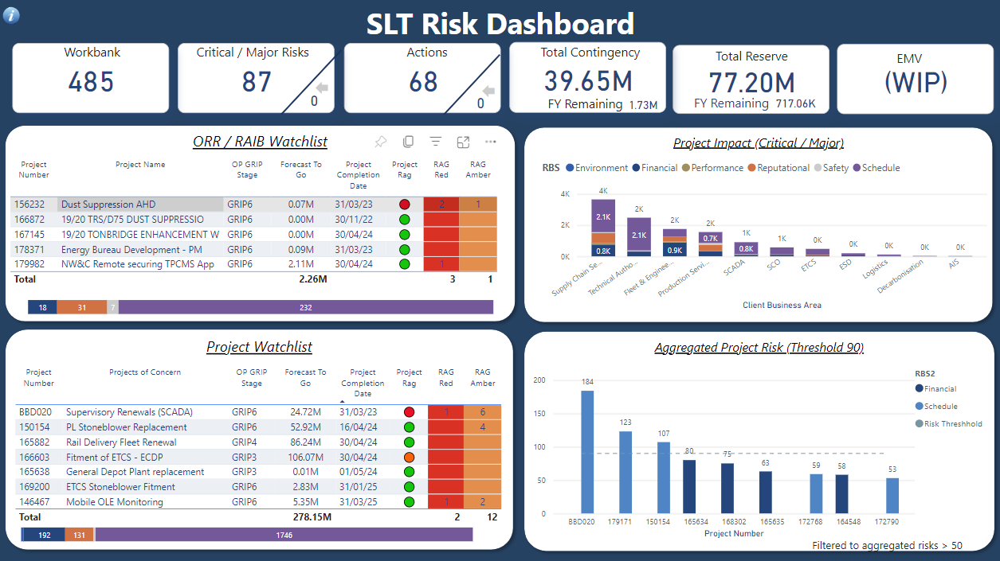 i
SLT Risk Dashboard
Workbank
485
Critical / Major Risks
87
0
Actions
68
0
Total Contingency
39.65M
FY Remaining 1.73M
Total Reserve
77.20M
FY Remaining 717.06K
EMV
(WIP)
ORR / RAIB Watchlist
Project Number Project Name OP GRIP Stage Forecast To Go Project Completion Date Project Rag RAG Red RAG Amber
156232 Dust Suppression AHD GRIP6 0.07M 31/03/23 2 1
166872 19/20 TRS/D75 DUST SUPPRESSIO GRIP6 0.00M 30/11/22
167145 19/20 TONBRIDGE ENHANCEMENT W GRIP6 0.00M 30/04/24
178371 Energy Bureau Development - PM GRIP6 0.09M 31/03/23
179982 NW&C Remote securing TPCMS App GRIP6 2.11M 30/04/24 1
Total 2.26M 3 1
18 31 7 232
Project Impact (Critical / Major)
RBS Environment Financial Performance Reputational Safety Schedule
4K
2K
0K
4K 2K 2K 2K 1K 1K 0K 0K 0K 0K 0K
2.1K 2.1K 0.7K
0.8K 0.9K 0.8K
Supply Chain Se... Technical Autho... Fleet & Enginee... Production Servi... SCADA SCO ETCS ESD Logistics Decarbonisation AIS
Client Business Area
Project Watchlist
Project Number Projects of Concern OP GRIP Stage Forecast To Go Project Completion Date Project Rag RAG Red RAG Amber
BBD020 Supervisory Renewals (SCADA) GRIP6 24.72M 31/03/23 1 6
150154 PL Stoneblower Replacement GRIP6 52.92M 16/04/24 4
165882 Rail Delivery Fleet Renewal GRIP4 86.24M 30/04/24
166603 Fitment of ETCS - ECDP GRIP3 106.07M 30/04/24
165638 General Depot Plant replacement GRIP3 0.01M 01/05/24
169200 ETCS Stoneblower Fitment GRIP6 2.83M 31/01/25
146467 Mobile OLE Monitoring GRIP6 5.35M 31/03/25 1 2
Total 278.15M 2 12
192 131 1746
Aggregated Project Risk (Threshold 90)
RBS2
Financial
Schedule
Risk Threshhold
200
150
100
50
0
184 123 107 80 75 63 59 58 53
BBD020 179171 150154 165634 168302 165635 172768 164548 172790
Project Number
Filtered to aggregated risks > 50